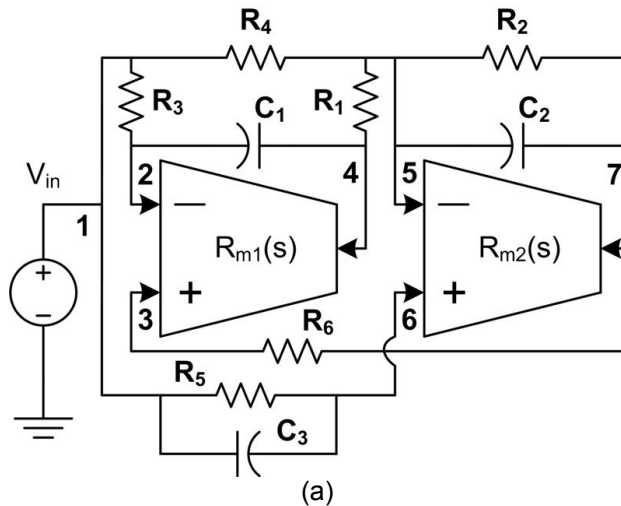 R4 R2
R3 C1 R1 C2
Vin 2 4 5 7
1 − −
+ Rm1(s) Rm2(s)
− + +
3 R6 6
R5
C3
(a)